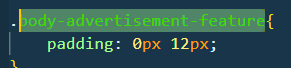 .body-advertisement-feature{
padding: 0px 12px;
}